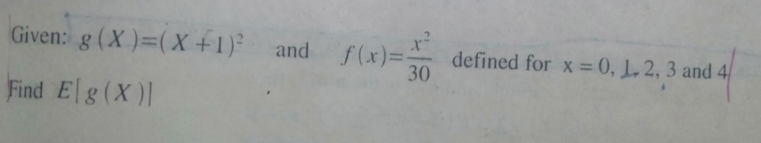 Given: g(X)=(X+1)² and f(x)=x²/30 defined for x = 0, 1, 2, 3 and 4
Find E[g(X)]